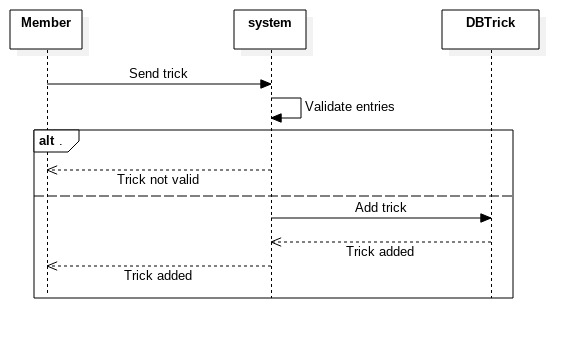 Member
system
DBTrick
Send trick
Validate entries
alt .
Trick not valid
Add trick
Trick added
Trick added